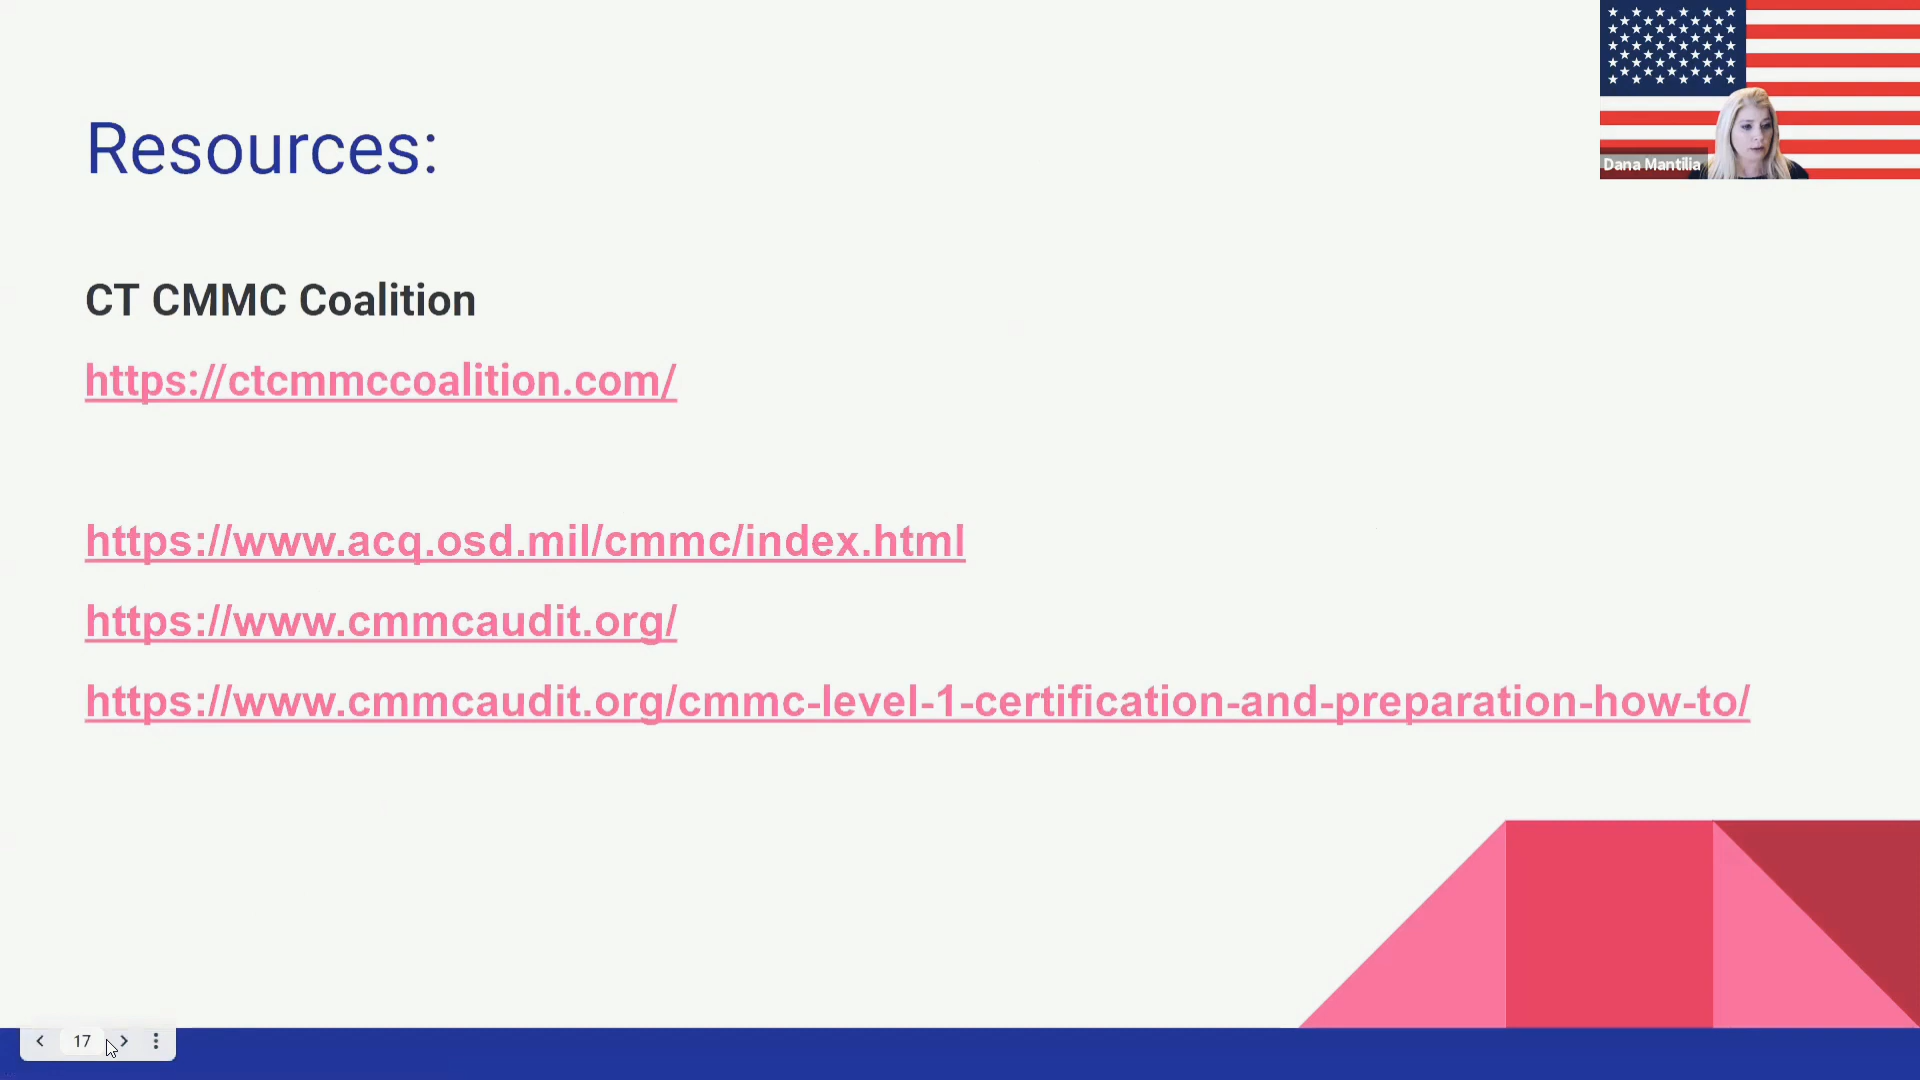 Resources:
Dana Mantilia
CT CMMC Coalition
https://ctcmmccoalition.com/
https://www.acq.osd.mil/cmmc/index.html
https://www.cmmcaudit.org/
https://www.cmmcaudit.org/cmmc-level-1-certification-and-preparation-how-to/
17